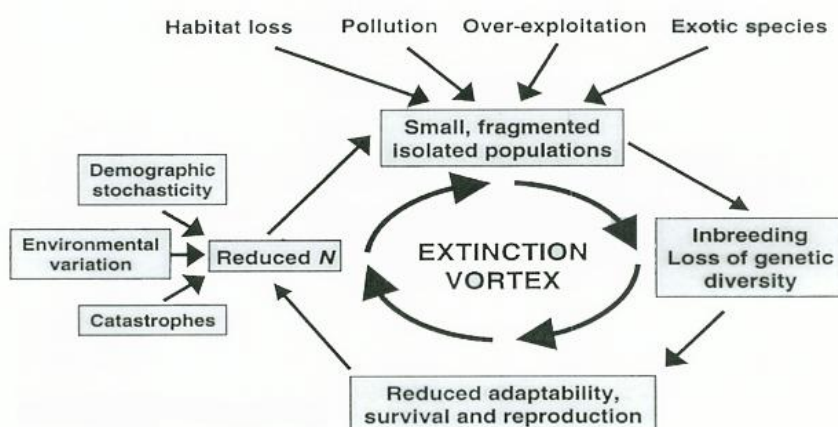 Habitat loss
Pollution
Over-exploitation
Exotic species
Small, fragmented
isolated populations
Demographic
stochasticity
Environmental
variation
Reduced N
Catastrophes
EXTINCTION
VORTEX
Inbreeding
Loss of genetic
diversity
Reduced adaptability,
survival and reproduction